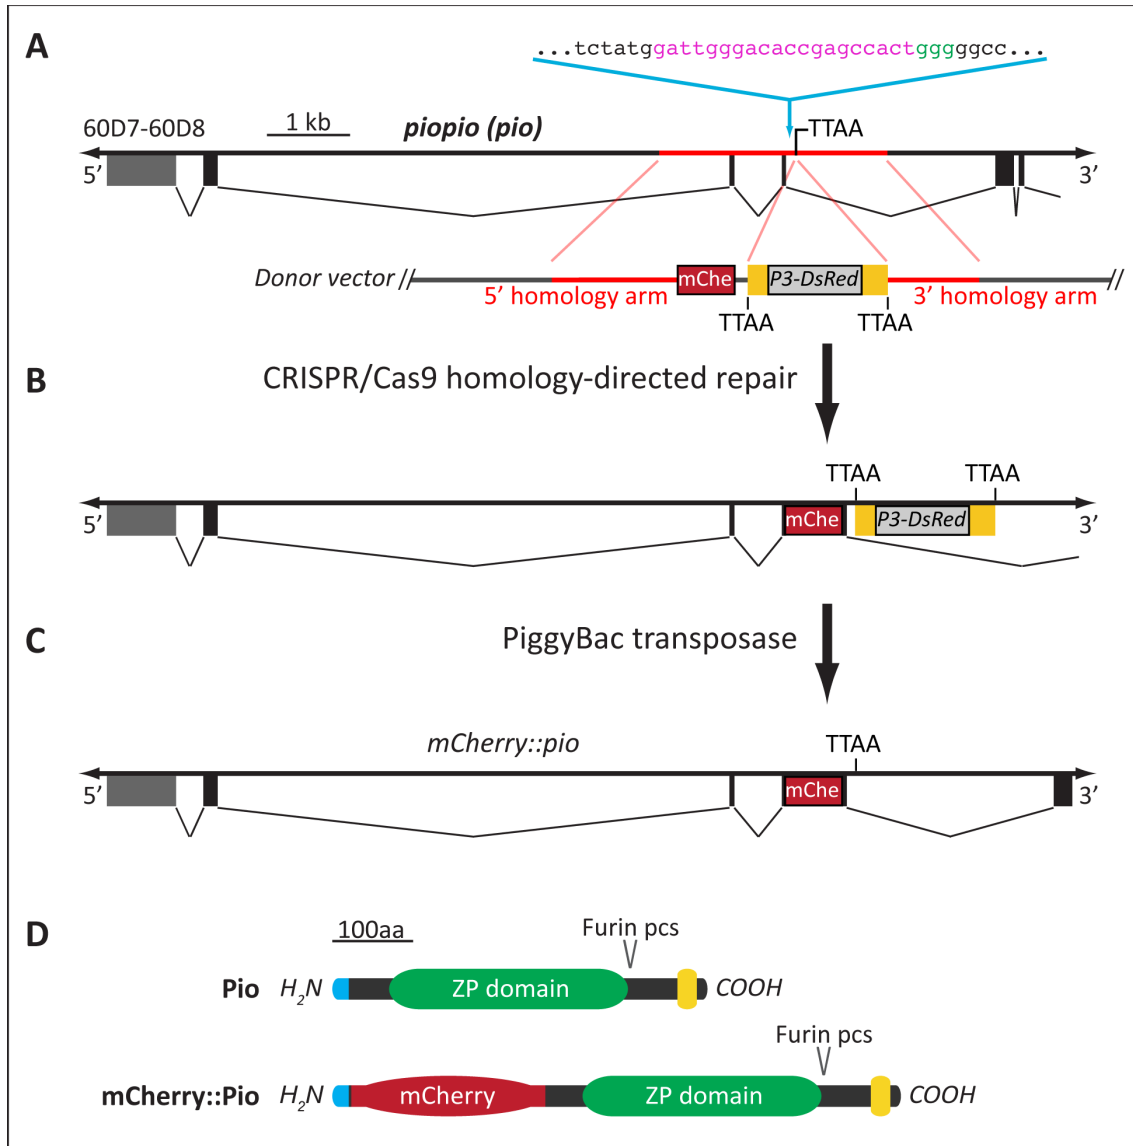 A
...tctatggattgggacaccgagccactgggggcc...
60D7-60D8
1 kb
piopio (pio)
TTAA
5’
3’
Donor vector //
5’ homology arm
mChe
P3-DsRed
3’ homology arm
//
TTAA
TTAA
B
CRISPR/Cas9 homology-directed repair
TTAA
TTAA
5’
mChe
P3-DsRed
3’
C
PiggyBac transposase
mCherry::pio
TTAA
5’
mChe
3’
D
100aa
Furin pcs
Pio
H2N
ZP domain
COOH
Furin pcs
mCherry::Pio
H2N
mCherry
ZP domain
COOH